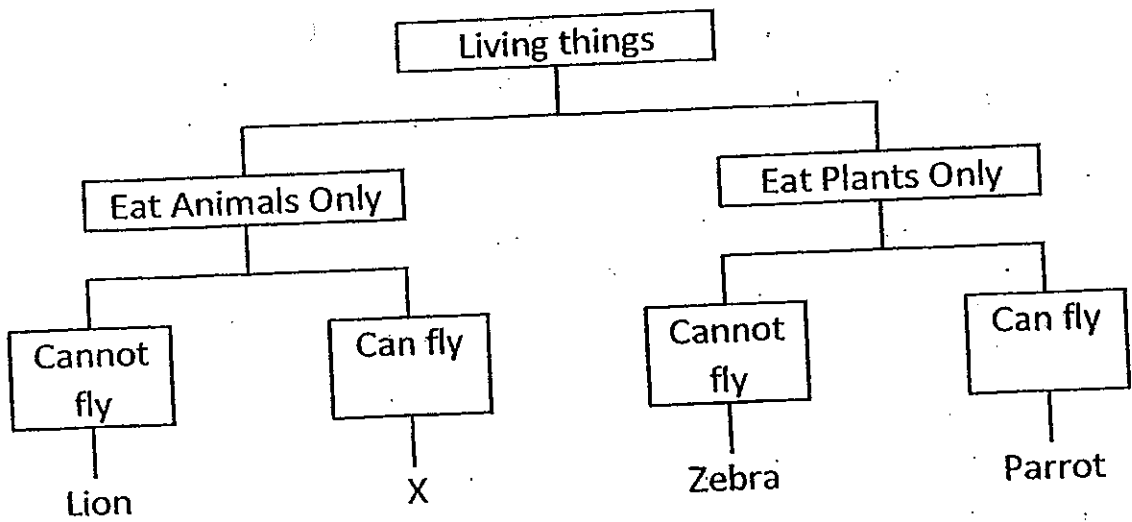 Living things
Eat Animals Only
Eat Plants Only
Cannot
fly
Can fly
Cannot
fly
Can fly
Lion
X
Zebra
Parrot